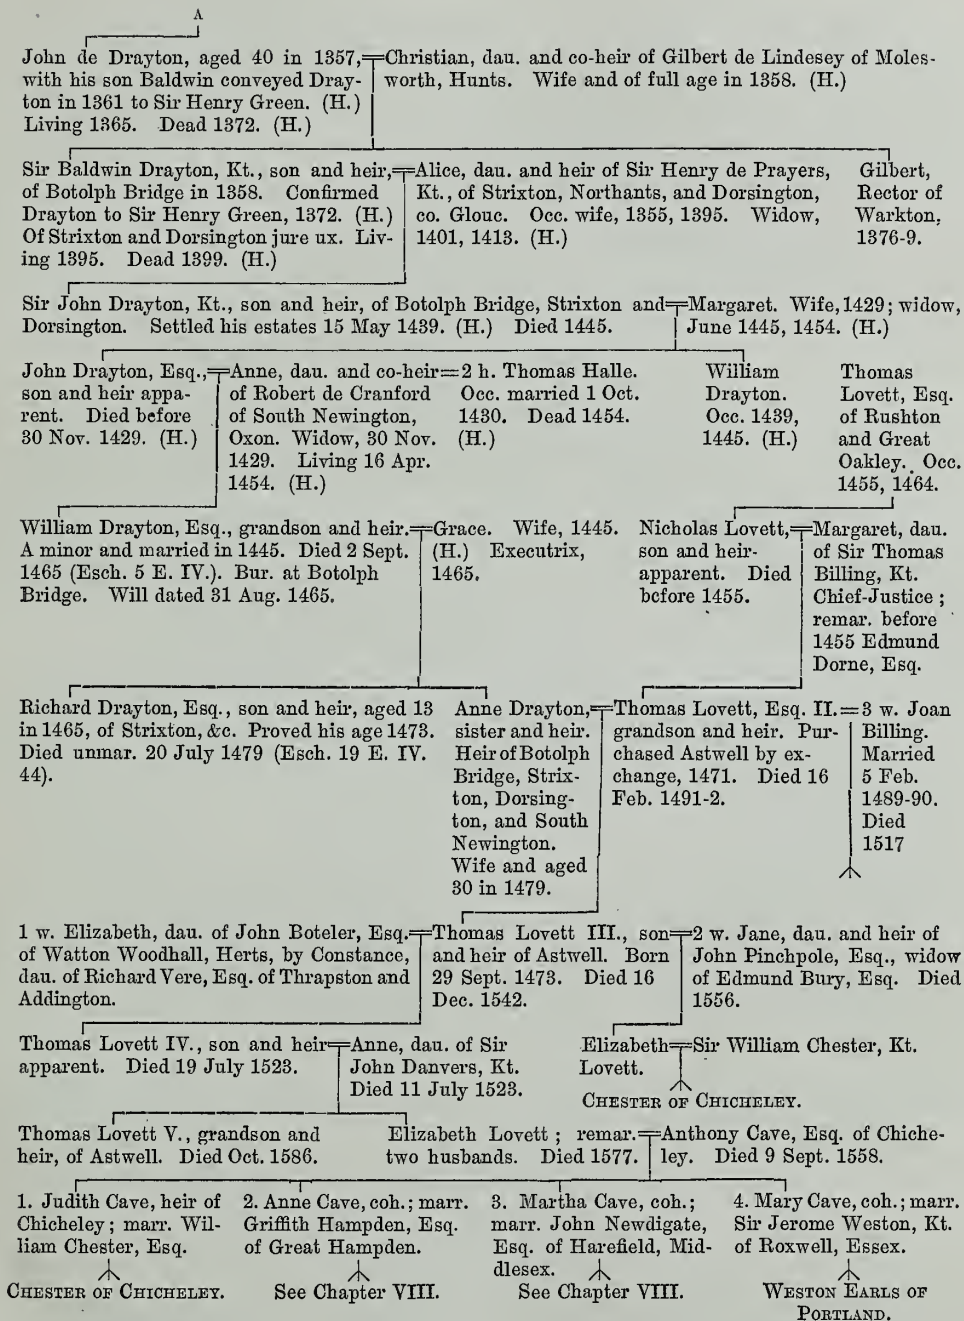 A
John de Drayton, aged 40 in 1357,
with his son Baldwin conveyed Dray-
ton in 1361 to Sir Henry Green. (H.)
Living 1365. Dead 1372. (H.)
Christian, dau. and co-heir of Gilbert de Lindesey of Moles-
worth, Hunts. Wife and of full age in 1358. (H.)
Sir Baldwin Drayton, Kt., son and heir,
of Botolph Bridge in 1358. Confirmed
Drayton to Sir Henry Green, 1372. (H.)
Of Strixton and Dorsington jure ux. Liv-
ing 1395. Dead 1399. (H.)
Alice, dau. and heir of Sir Henry de Prayers,
Kt., of Strixton, Northants, and Dorsington,
co. Glouc. Occ. wife, 1355, 1395. Widow,
1401, 1413. (H.)
Gilbert,
Rector of
Warkton,
1376-9.
Sir John Drayton, Kt., son and heir, of Botolph Bridge, Strixton and
Dorsington. Settled his estates 15 May 1439. (H.) Died 1445.
Margaret. Wife, 1429; widow,
June 1445, 1454. (H.)
John Drayton, Esq.,
son and heir appa-
rent. Died before
30 Nov. 1429. (H.)
Anne, dau. and co-heir
of Robert de Cranford
of South Newington,
Oxon. Widow, 30 Nov.
1429. Living 16 Apr.
1454. (H.)
=2 h. Thomas Halle.
Occ. married 1 Oct.
1430. Dead 1454.
(H.)
William
Drayton.
Occ. 1439,
1445. (H.)
Thomas
Lovett, Esq.
of Rushton
and Great
Oakley. Occ.
1455, 1464.
William Drayton, Esq., grandson and heir.
A minor and married in 1445. Died 2 Sept.
1465 (Esch. 5 E. IV.). Bur. at Botolph
Bridge. Will dated 31 Aug. 1465.
Grace. Wife, 1445.
(H.) Executrix,
1465.
Nicholas Lovett,
son and heir-
apparent. Died
before 1455.
Margaret, dau.
of Sir Thomas
Billing, Kt.
Chief-Justice;
remar. before
1455 Edmund
Dorne, Esq.
Richard Drayton, Esq., son and heir, aged 13
in 1465, of Strixton, &c. Proved his age 1473.
Died unmar. 20 July 1479 (Esch. 19 E. IV.
44).
Anne Drayton,
sister and heir.
Heir of Botolph
Bridge, Strix-
ton, Dorsing-
ton, and South
Newington.
Wife and aged
30 in 1479.
Thomas Lovett, Esq. II.
grandson and heir. Pur-
chased Astwell by ex-
change, 1471. Died 16
Feb. 1491-2.
=3 w. Joan
Billing.
Married
5 Feb.
1489-90.
Died
1517
1 w. Elizabeth, dau. of John Boteler, Esq.
of Watton Woodhall, Herts, by Constance,
dau. of Richard Vere, Esq. of Thrapston and
Addington.
Thomas Lovett III., son
and heir of Astwell. Born
29 Sept. 1473. Died 16
Dec. 1542.
2 w. Jane, dau. and heir of
John Pinchpole, Esq., widow
of Edmund Bury, Esq. Died
1556.
Thomas Lovett IV., son and heir
apparent. Died 19 July 1523.
Anne, dau. of Sir
John Danvers, Kt.
Died 11 July 1523.
Elizabeth
Lovett.
Sir William Chester, Kt.
CHESTER OF CHICHELEY.
Thomas Lovett V., grandson and
heir, of Astwell. Died Oct. 1586.
Elizabeth Lovett; remar.
two husbands. Died 1577.
Anthony Cave, Esq. of Chiche-
ley. Died 9 Sept. 1558.
1. Judith Cave, heir of
Chicheley; marr. Wil-
liam Chester, Esq.
CHESTER OF CHICHELEY.
2. Anne Cave, coh.; marr.
Griffith Hampden, Esq.
of Great Hampden.
See Chapter VIII.
3. Martha Cave, coh.;
marr. John Newdigate,
Esq. of Harefield, Mid-
dlesex.
See Chapter VIII.
4. Mary Cave, coh.; marr.
Sir Jerome Weston, Kt.
of Roxwell, Essex.
WESTON EARLS OF
PORTLAND.